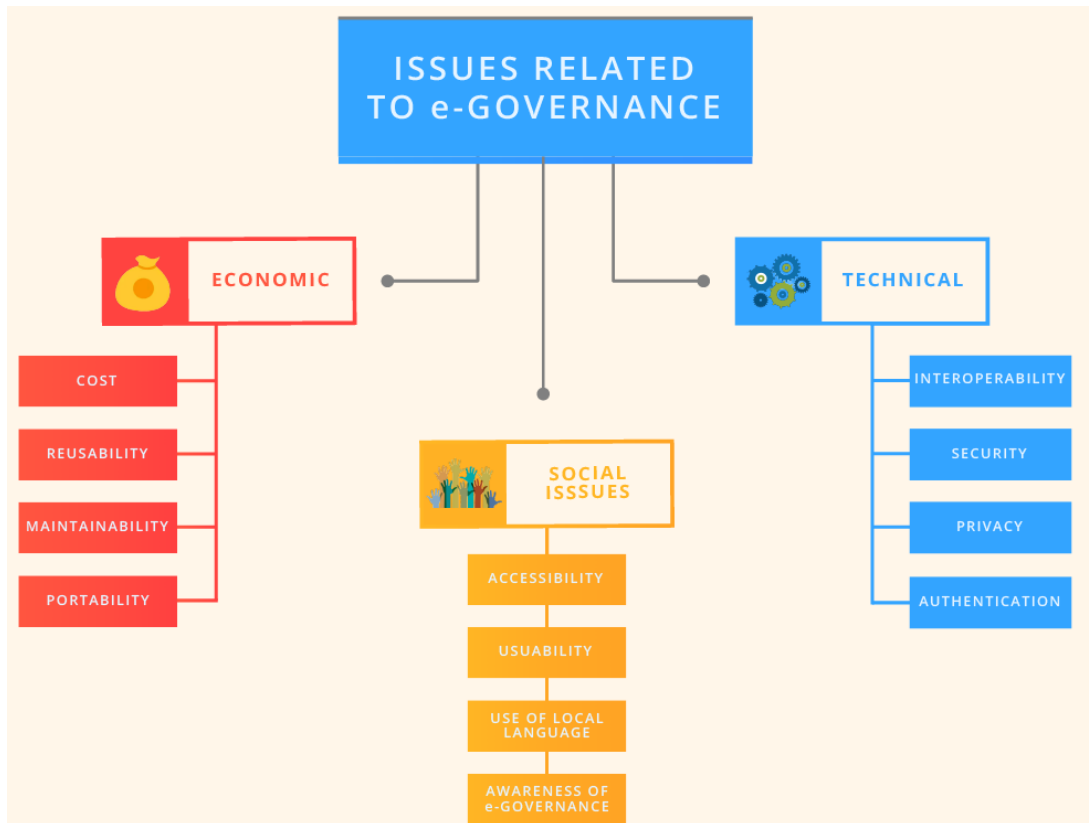 ISSUES RELATED
TO e-GOVERNANCE
ECONOMIC
COST
REUSABILITY
MAINTAINABILITY
PORTABILITY
SOCIAL
ISSSUES
ACCESSIBILITY
USUABILITY
USE OF LOCAL
LANGUAGE
AWARENESS OF
e-GOVERNANCE
TECHNICAL
INTEROPERABILITY
SECURITY
PRIVACY
AUTHENTICATION